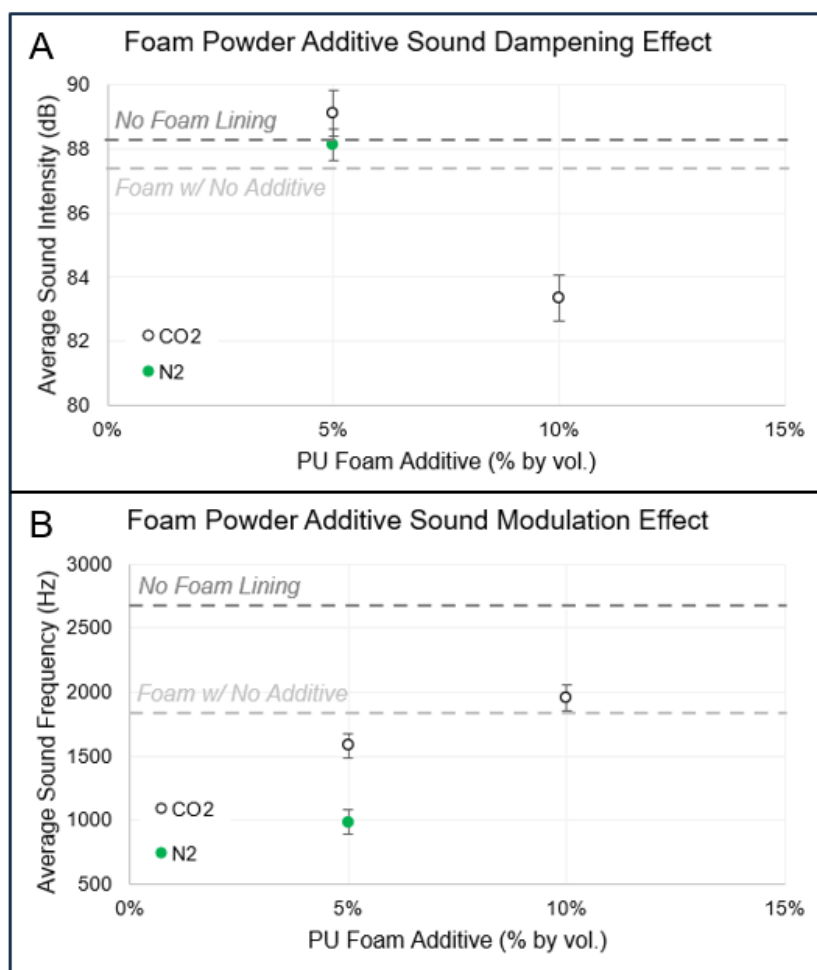 A
Foam Powder Additive Sound Dampening Effect
Average Sound Intensity (dB)
90
88
86
84
82
80
No Foam Lining
Foam w/ No Additive
CO2
N2
0%
5%
10%
15%
PU Foam Additive (% by vol.)
B
Foam Powder Additive Sound Modulation Effect
Average Sound Frequency (Hz)
3000
2500
2000
1500
1000
500
No Foam Lining
Foam w/ No Additive
CO2
N2
0%
5%
10%
15%
PU Foam Additive (% by vol.)